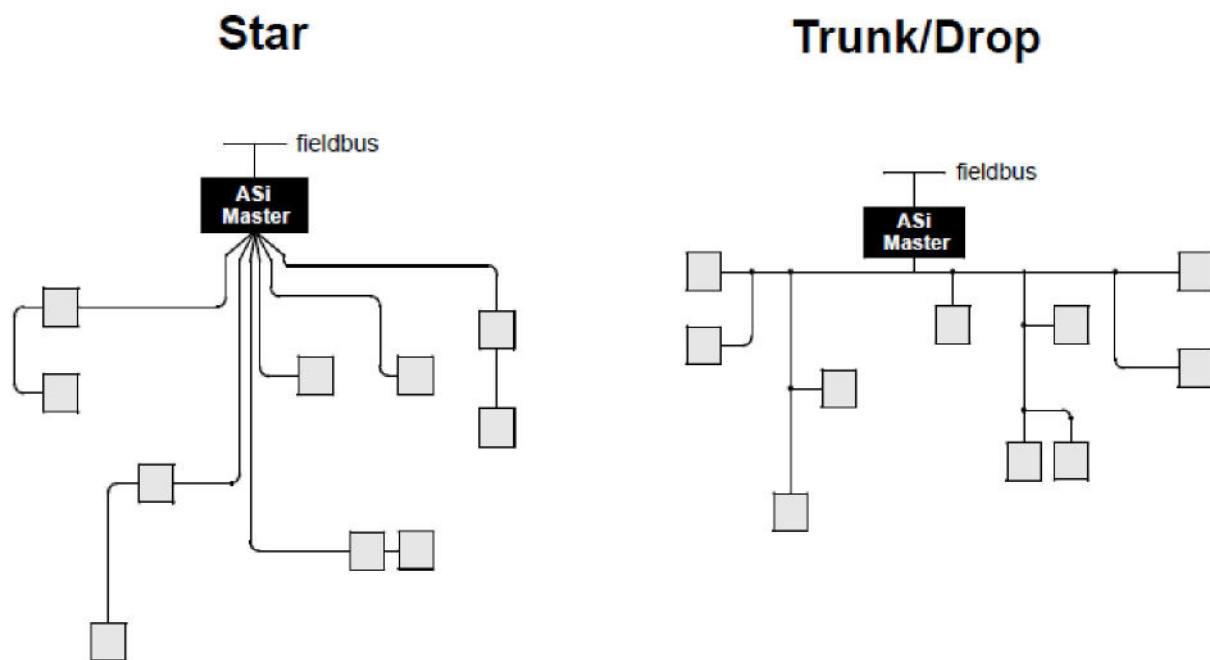 Star
Trunk/Drop
fieldbus
ASi
Master
fieldbus
ASi
Master